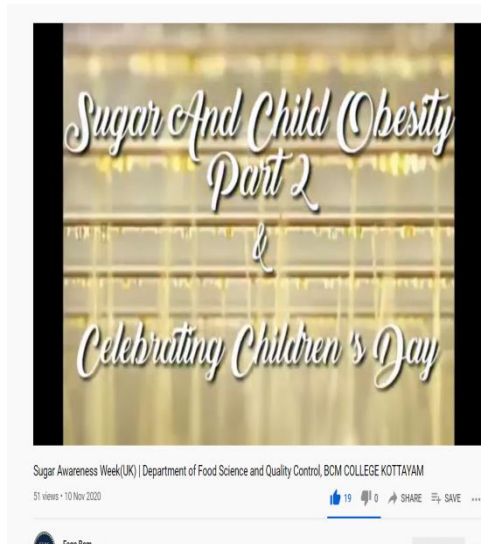 Sugar And Child Obesity
Part 2
&
Celebrating Children's Day
Sugar Awareness Week(UK) | Department of Food Science and Quality Control, BCM COLLEGE KOTTAYAM
51 views • 10 Nov 2020 19 0 SHARE SAVE ...
Bcm